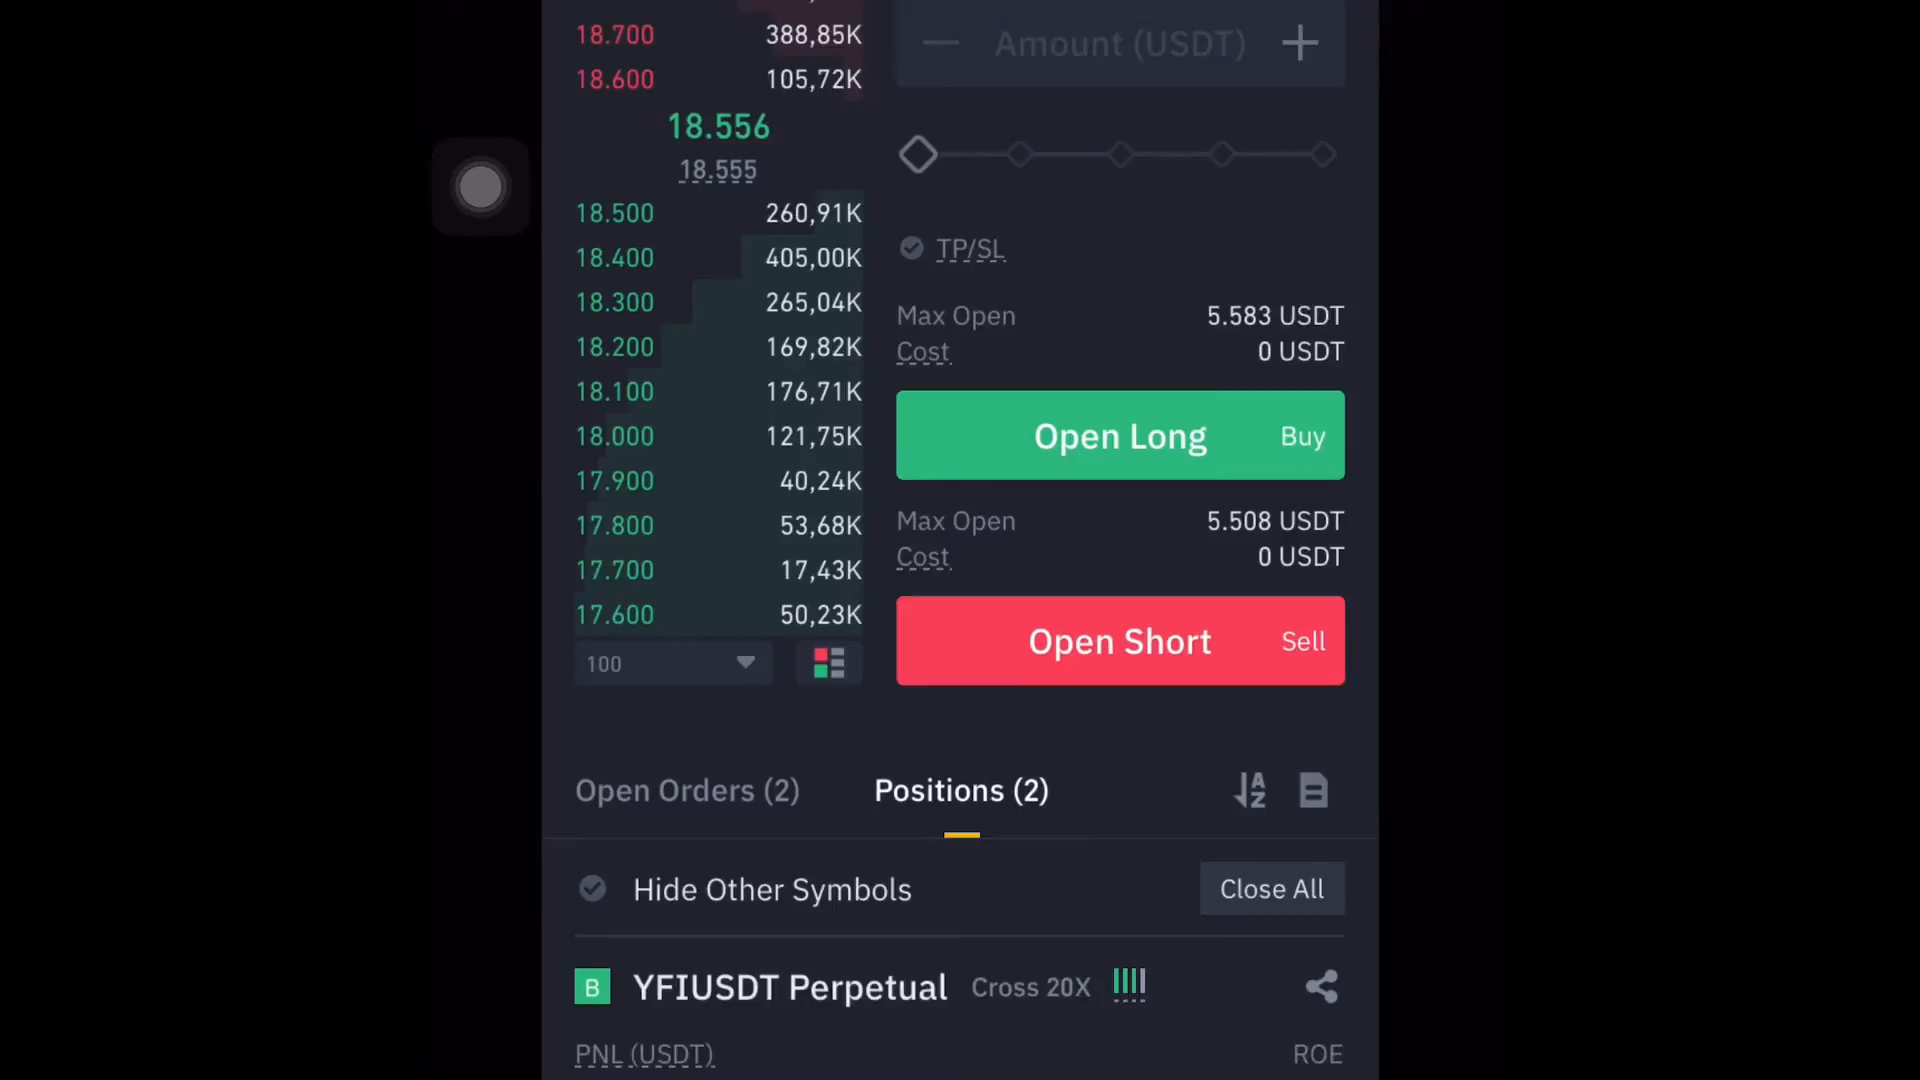 18.700 388,85K
18.600 105,72K
18.556
18.555
18.500 260,91K
18.400 405,00K
18.300 265,04K
18.200 169,82K
18.100 176,71K
18.000 121,75K
17.900 40,24K
17.800 53,68K
17.700 17,43K
17.600 50,23K
100
— Amount (USDT) +
TP/SL
Max Open 5.583 USDT
Cost 0 USDT
Open Long Buy
Max Open 5.508 USDT
Cost 0 USDT
Open Short Sell
Open Orders (2) Positions (2)
Hide Other Symbols Close All
B YFIUSDT Perpetual Cross 20X
PNL (USDT) ROE